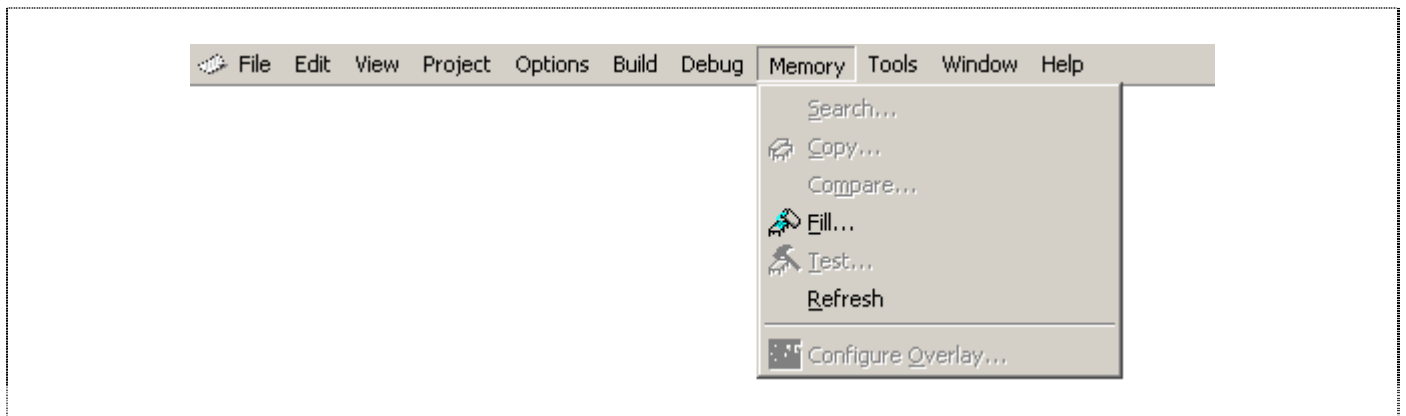 File Edit View Project Options Build Debug Memory Tools Window Help
Search...
Copy...
Compare...
Fill...
Test...
Refresh
Configure Overlay...